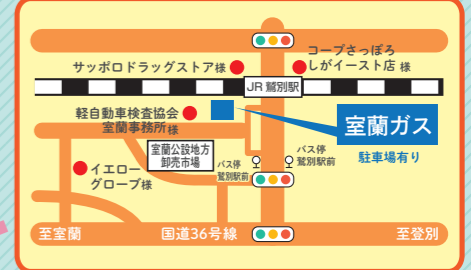 コープさっぽろ
しがイースト店 様
サッポロドラッグストア様
JR 鷲別駅
軽自動車検査協会
室蘭事務所様
室蘭ガス
駐車場有り
室蘭公設地方
卸売市場
バス停
鷲別駅前
バス停
鷲別駅前
イエロー
グローブ様
至室蘭
国道36号線
至登別